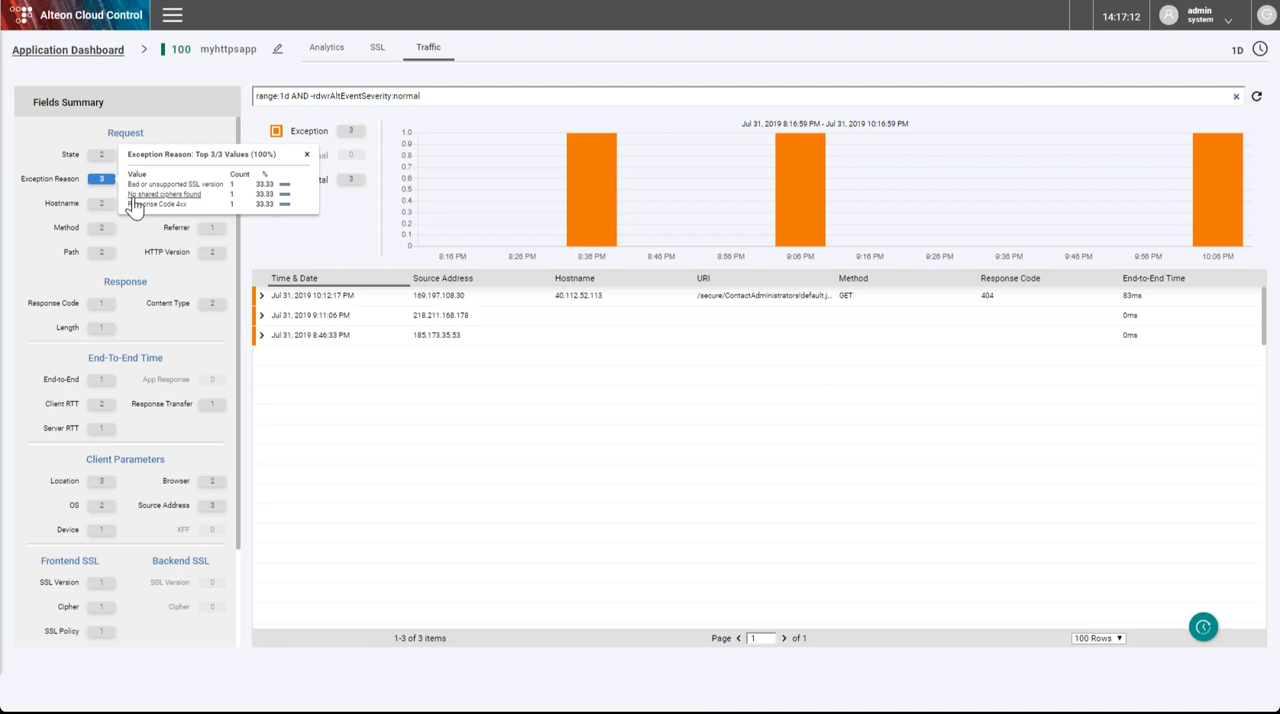 Alteon Cloud Control
14:17:12
admin
system
Application Dashboard > 100 myhttpsapp
Analytics SSL Traffic
1D
Fields Summary
range:1d AND -rdwrAltEventSeverity:normal
Request
State 2
Exception Reason 3
Hostname 2
Method 2 Referrer 1
Path 2 HTTP Version 2
Exception Reason: Top 3/3 Values (100%) ×
Value Count %
Bad or unsupported SSL version 1 33.33
No shared ciphers found 1 33.33
Code 4xx 1 33.33
Response
Response Code 1 Content Type 2
Length 1
End-To-End Time
End-to-End 1 App Response 0
Client RTT 2 Response Transfer 1
Server RTT 1
Client Parameters
Location 3 Browser 2
OS 2 Source Address 3
Device 1 XFF 0
Frontend SSL Backend SSL
SSL Version 1 SSL Version 0
Cipher 1 Cipher 0
SSL Policy 1
Exception 3
0
3
Jul 31, 2019 8:16:59 PM - Jul 31, 2019 10:16:59 PM
1.0
0.9
0.8
0.7
0.6
0.5
0.4
0.3
0.2
0.1
0
8:16 PM 8:26 PM 8:36 PM 8:46 PM 8:56 PM 9:06 PM 9:16 PM 9:26 PM 9:36 PM 9:46 PM 9:56 PM 10:06 PM
Time & Date Source Address Hostname URI Method Response Code End-to-End Time
Jul 31, 2019 10:12:17 PM 169.197.108.30 40.112.52.113 /secure/ContactAdministrators!default.j... GET 404 83ms
Jul 31, 2019 9:11:06 PM 218.211.168.178 0ms
Jul 31, 2019 8:46:33 PM 185.173.35.53 0ms
1-3 of 3 items
Page < 1 > of 1
100 Rows ▼